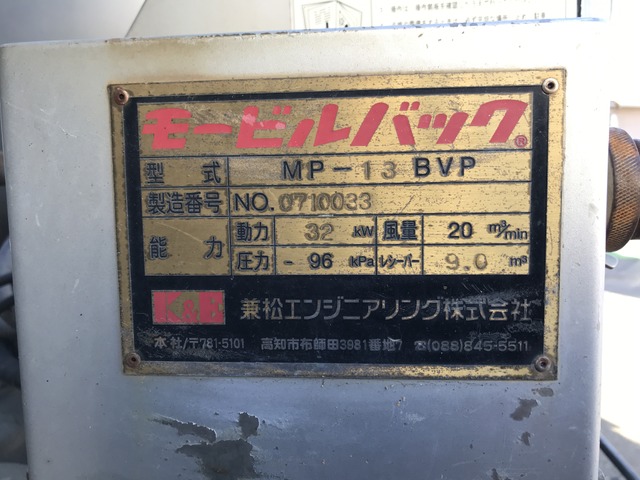 モービルバック®
型式 MP-13 BVP
製造番号 NO.0710033
能力 動力 32 kW 風量 20 m³/min
圧力 -96 kPa レシーバー 9.0 m³
兼松エンジニアリング株式会社
本社/〒781-5101 高知市布師田3981番地7 ☎(088)845-5511